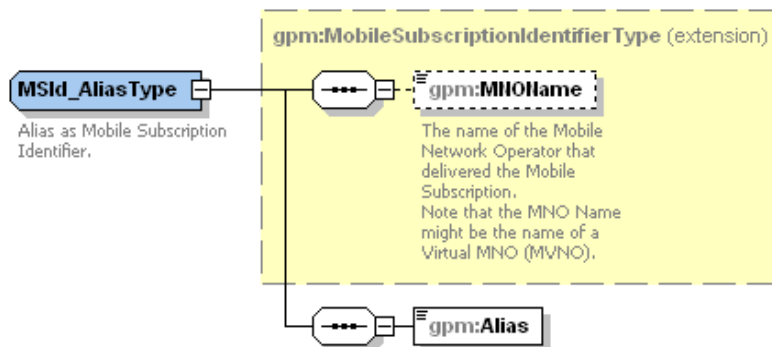 gpm:MobileSubscriptionIdentifierType (extension)
MSId_AliasType
Alias as Mobile Subscription
Identifier.
gpm:MNOName
The name of the Mobile
Network Operator that
delivered the Mobile
Subscription.
Note that the MNO Name
might be the name of a
Virtual MNO (MVNO).
gpm:Alias